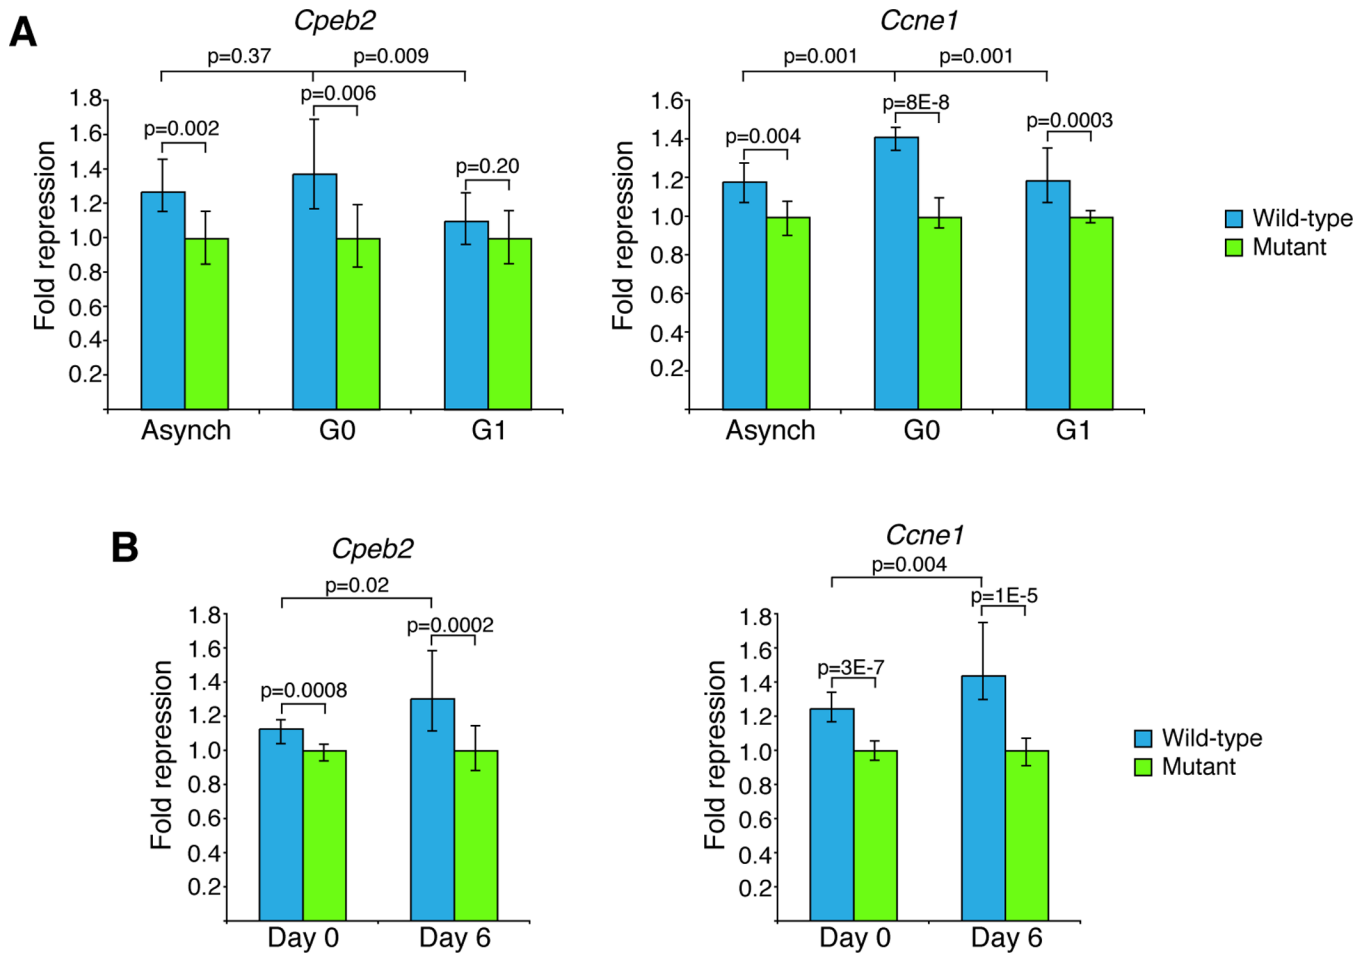 A
Cpeb2
p=0.37
p=0.009
p=0.002
p=0.006
p=0.20
Fold repression
1.8
1.6
1.4
1.2
1.0
0.8
0.6
0.4
0.2
Asynch
G0
G1
Ccne1
p=0.001
p=0.001
p=0.004
p=8E-8
p=0.0003
Fold repression
1.6
1.4
1.2
1.0
0.8
0.6
0.4
0.2
Asynch
G0
G1
Wild-type
Mutant
B
Cpeb2
p=0.02
p=0.0008
p=0.0002
Fold repression
1.8
1.6
1.4
1.2
1.0
0.8
0.6
0.4
0.2
Day 0
Day 6
Ccne1
p=0.004
p=3E-7
p=1E-5
Fold repression
1.8
1.6
1.4
1.2
1.0
0.8
0.6
0.4
0.2
Day 0
Day 6
Wild-type
Mutant